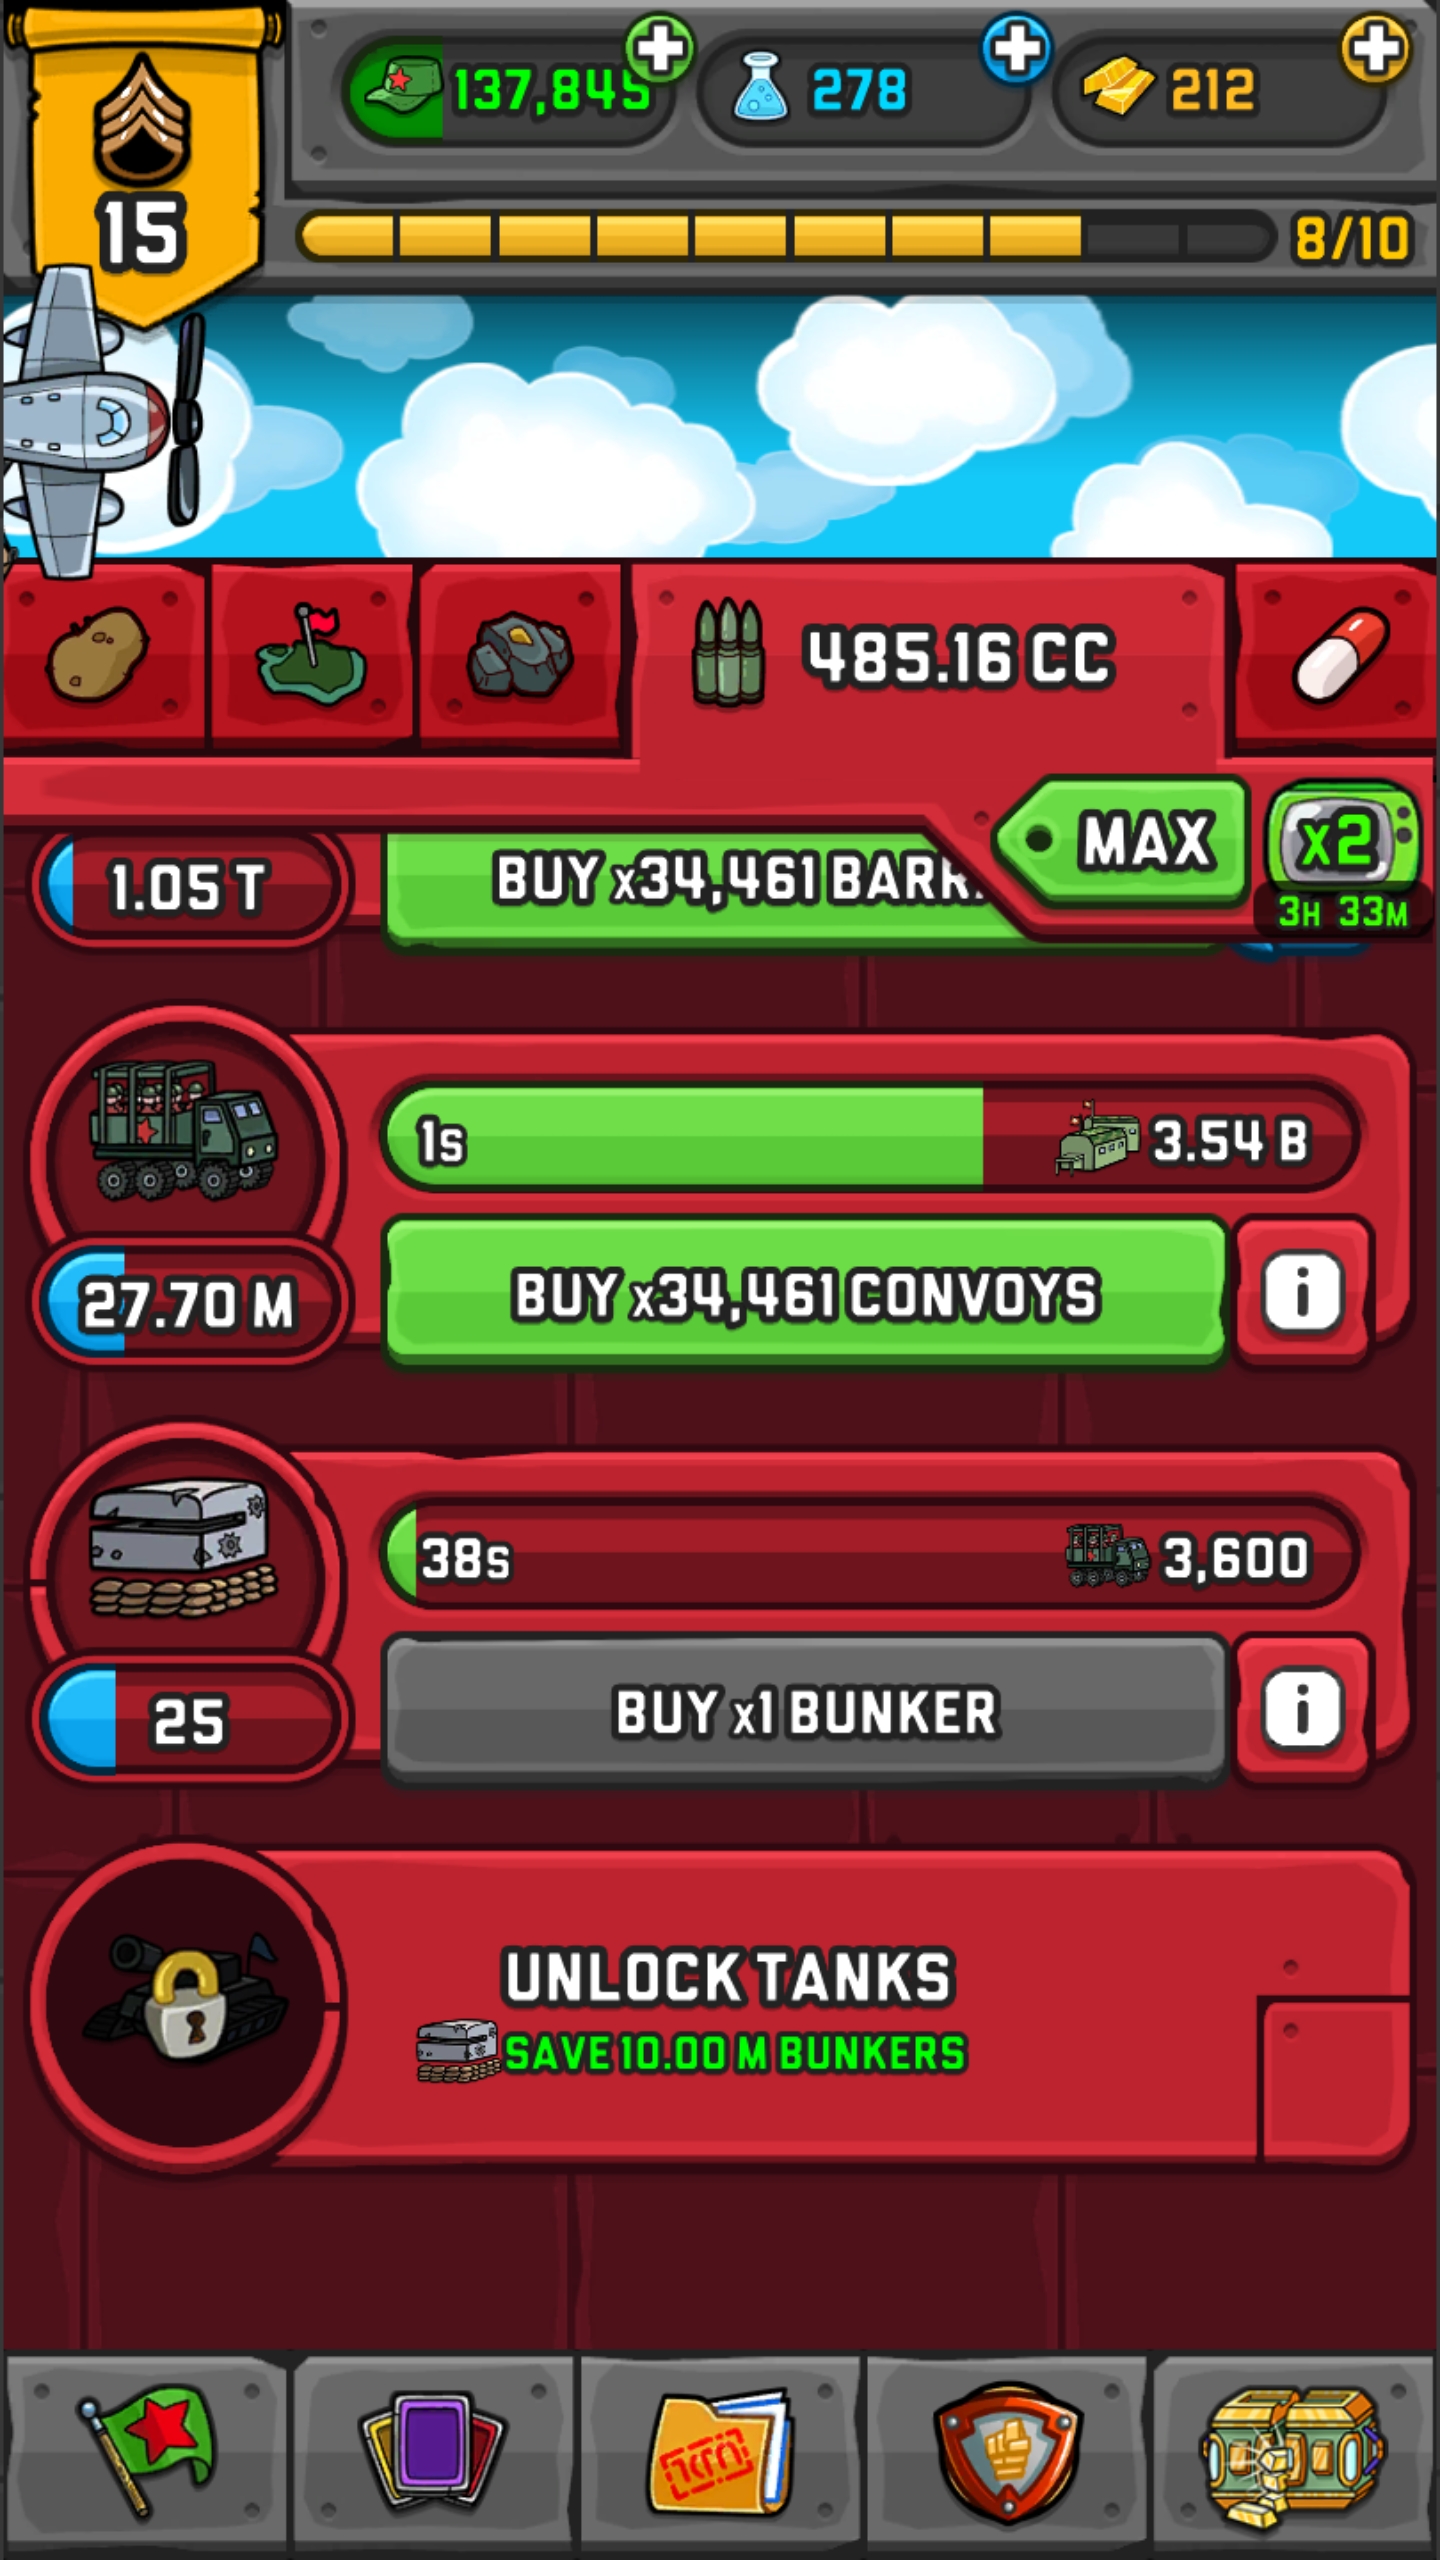 137,845
278
212
15
8/10
485.16 CC
MAX
x2
3H 33M
1.05 T
BUY x34,461 BARR
1s
3.54 B
27.70 M
BUY x34,461 CONVOYS
i
38s
3,600
25
BUY x1 BUNKER
i
UNLOCK TANKS
SAVE 10.00 M BUNKERS